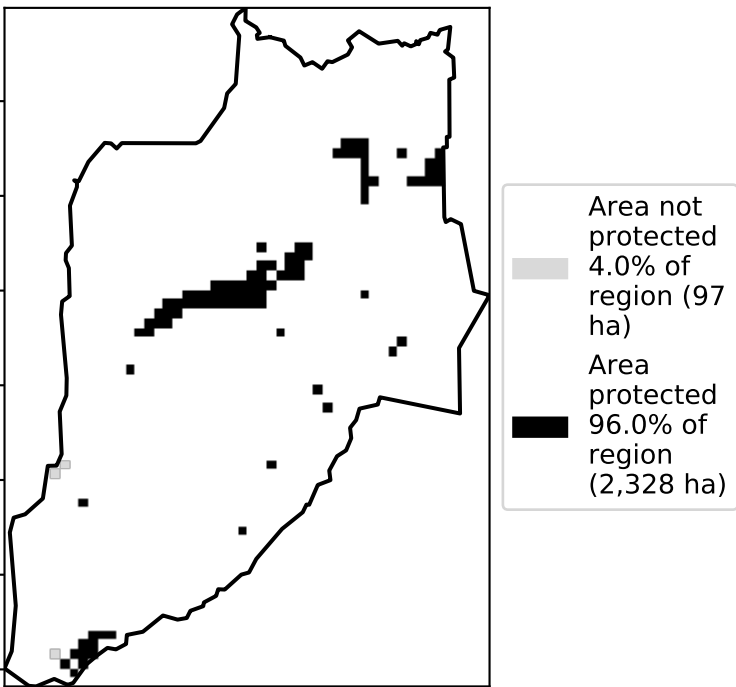 Area not
protected
4.0% of
region (97
ha)
Area
protected
96.0% of
region
(2,328 ha)